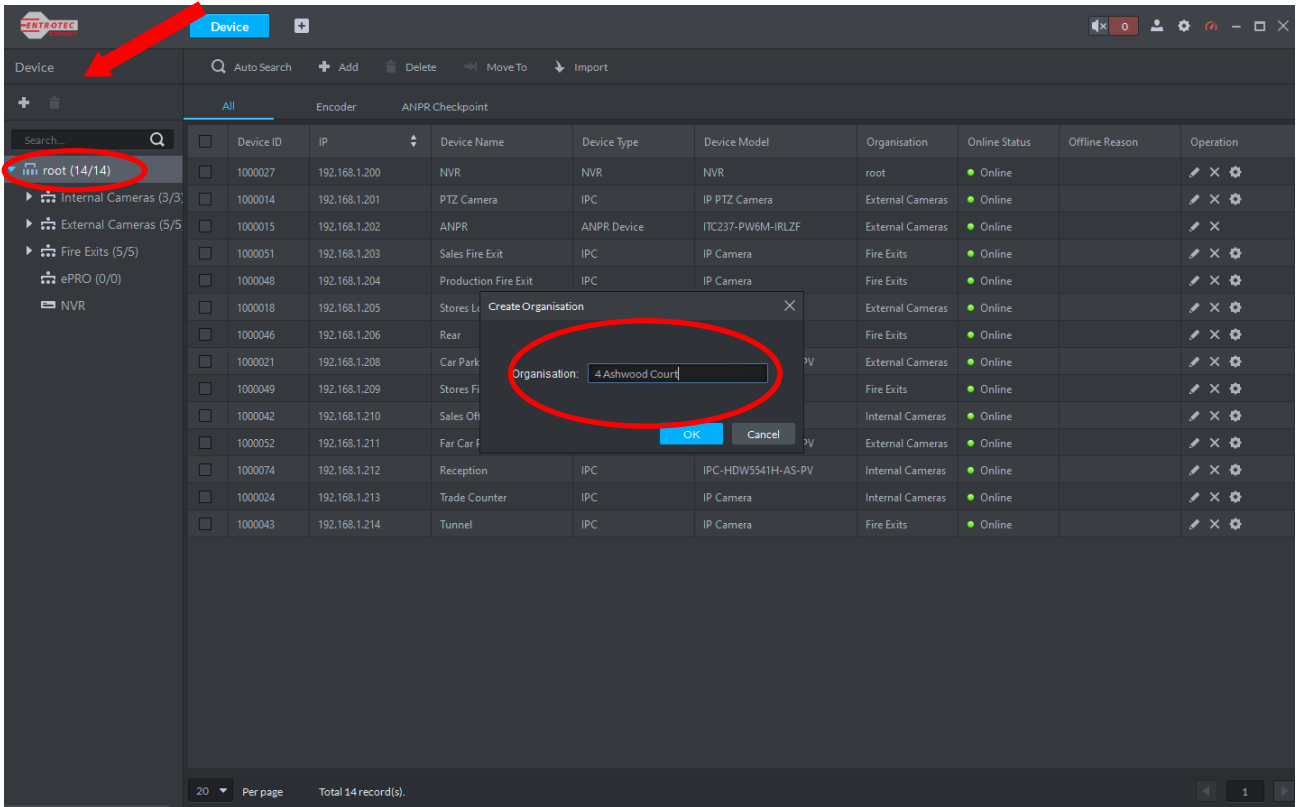 ENTROTEC
Device
0
Device
Auto Search Add Delete Move To Import
All Encoder ANPR Checkpoint
Search...
Device ID IP Device Name Device Type Device Model Organisation Online Status Offline Reason Operation
root (14/14)
Internal Cameras (3/3)
External Cameras (5/5
Fire Exits (5/5)
ePRO (0/0)
NVR
1000027 192.168.1.200 NVR NVR NVR root Online
1000014 192.168.1.201 PTZ Camera IPC IP PTZ Camera External Cameras Online
1000015 192.168.1.202 ANPR ANPR Device ITC237-PW6M-IRLZF External Cameras Online
1000051 192.168.1.203 Sales Fire Exit IPC IP Camera Fire Exits Online
1000048 192.168.1.204 Production Fire Exit IPC IP Camera Fire Exits Online
1000018 192.168.1.205 Stores External Cameras Online
1000046 192.168.1.206 Rear Fire Exits Online
1000021 192.168.1.208 Car Park PV External Cameras Online
1000049 192.168.1.209 Stores Fi Fire Exits Online
1000042 192.168.1.210 Sales Off Internal Cameras Online
1000052 192.168.1.211 Far Car PV External Cameras Online
1000074 192.168.1.212 Reception IPC IPC-HDW5541H-AS-PV Internal Cameras Online
1000024 192.168.1.213 Trade Counter IPC IP Camera Internal Cameras Online
1000043 192.168.1.214 Tunnel IPC IP Camera Fire Exits Online
Create Organisation
Organisation: 4 Ashwood Court
OK Cancel
20 Per page Total 14 record(s).
1